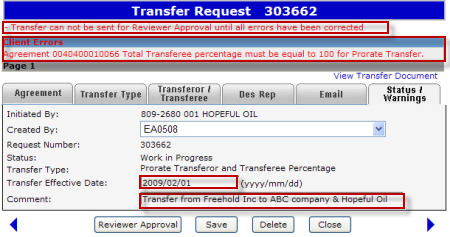 Transfer Request 303662
- Transfer can not be sent for Reviewer Approval until all errors have been corrected
Client Errors
Agreement 0040400010066 Total Transferee percentage must be equal to 100 for Prorate Transfer.
Page 1
View Transfer Document
Agreement
Transfer Type
Transferor / Transferee
Des Rep
Email
Status / Warnings
Initiated By: 809-2680 001 HOPEFUL OIL
Created By: EA0508
Request Number: 303662
Status: Work in Progress
Transfer Type: Prorate Transferor and Transferee Percentage
Transfer Effective Date: 2009/02/01 (yyyy/mm/dd)
Comment: Transfer from Freehold Inc to ABC company & Hopeful Oil
Reviewer Approval Save Delete Close